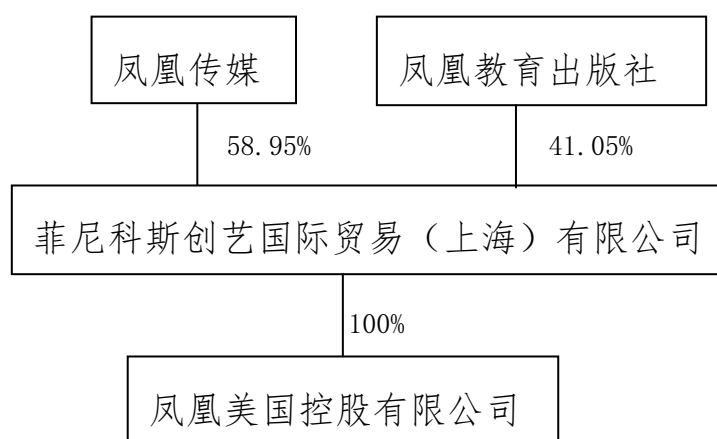 凤凰传媒
凤凰教育出版社
58.95%
41.05%
菲尼科斯创艺国际贸易（上海）有限公司
100%
凤凰美国控股有限公司